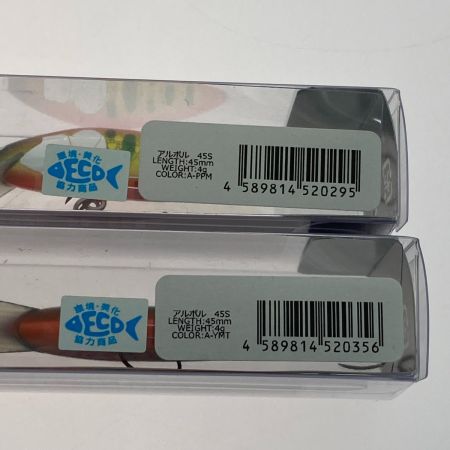 アルボル 45S
LENGTH:45mm
WEIGHT:4g
COLOR:A-PPM
4 589814 520295
環境・美化
ECO
協力商品
アルボル 45S
LENGTH:45mm
WEIGHT:4g
COLOR:A-YMT
4 589814 520356
環境・美化
ECO
協力商品